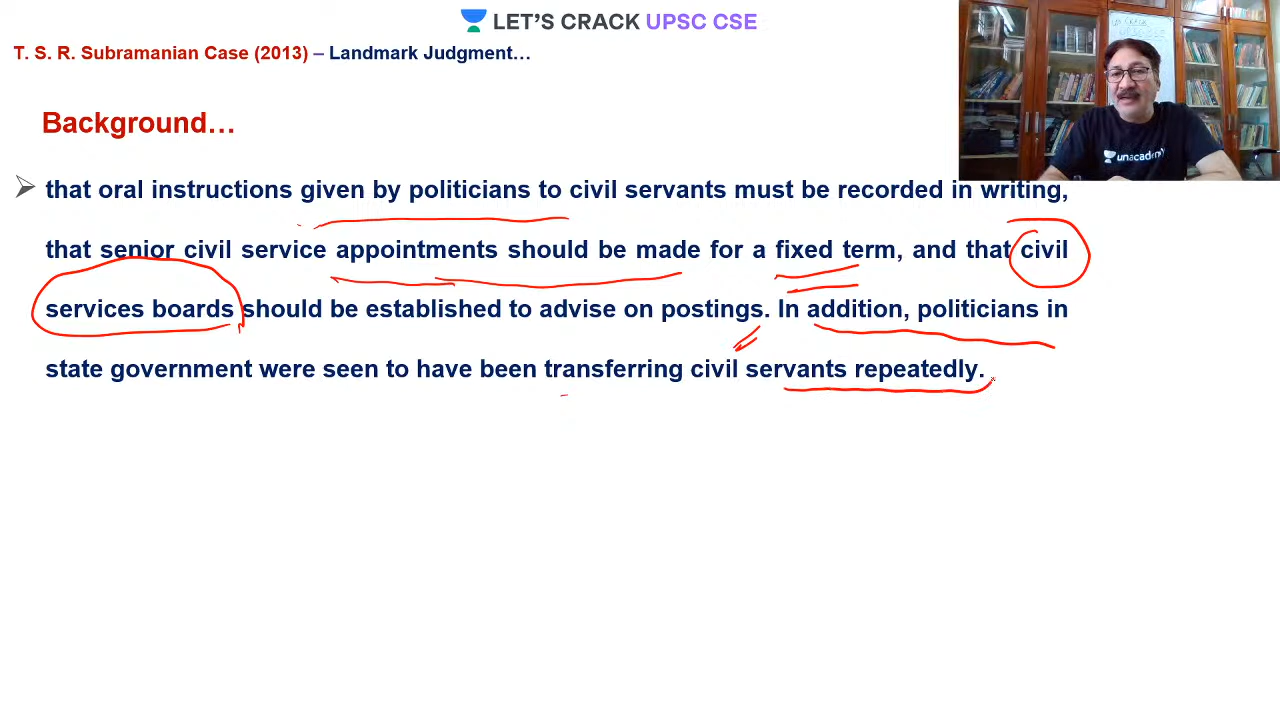 LET'S CRACK UPSC CSE
T. S. R. Subramanian Case (2013) – Landmark Judgment…
Background…
that oral instructions given by politicians to civil servants must be recorded in writing,
that senior civil service appointments should be made for a fixed term, and that civil
services boards should be established to advise on postings. In addition, politicians in
state government were seen to have been transferring civil servants repeatedly.
unacademy